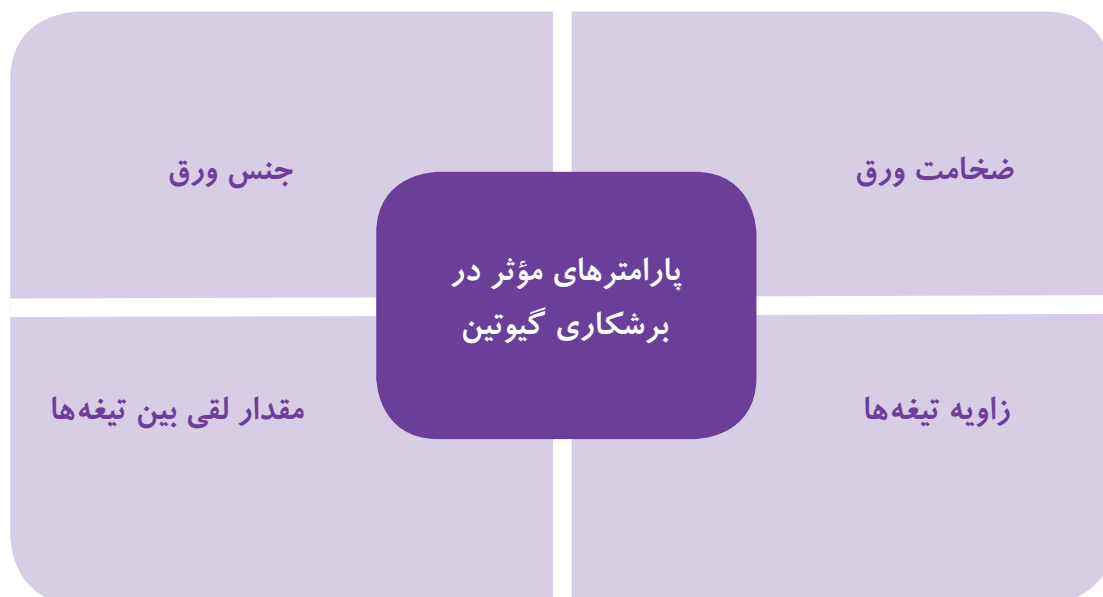 ضخامت ورق
جنس ورق
پارامترهای مؤثر در
برشکاری گیوتین
زاویه تیغه‌ها
مقدار لقی بین تیغه‌ها